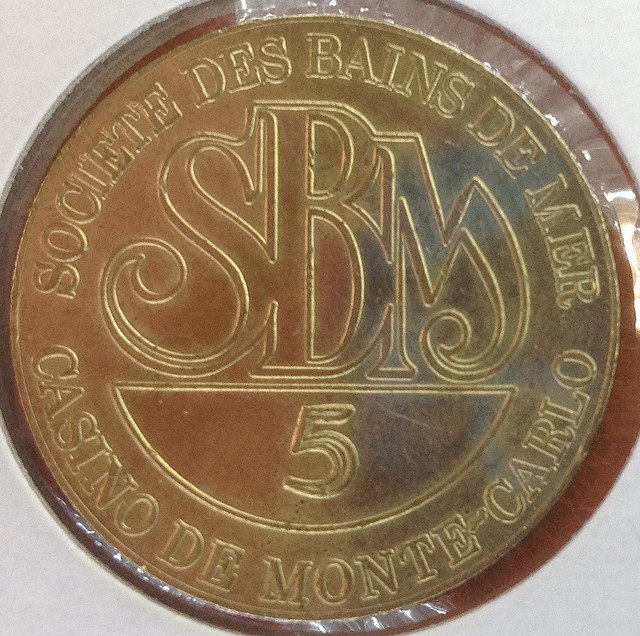 SOCIETE DES BAINS DE MER
SBM
5
CASINO DE MONTE-CARLO